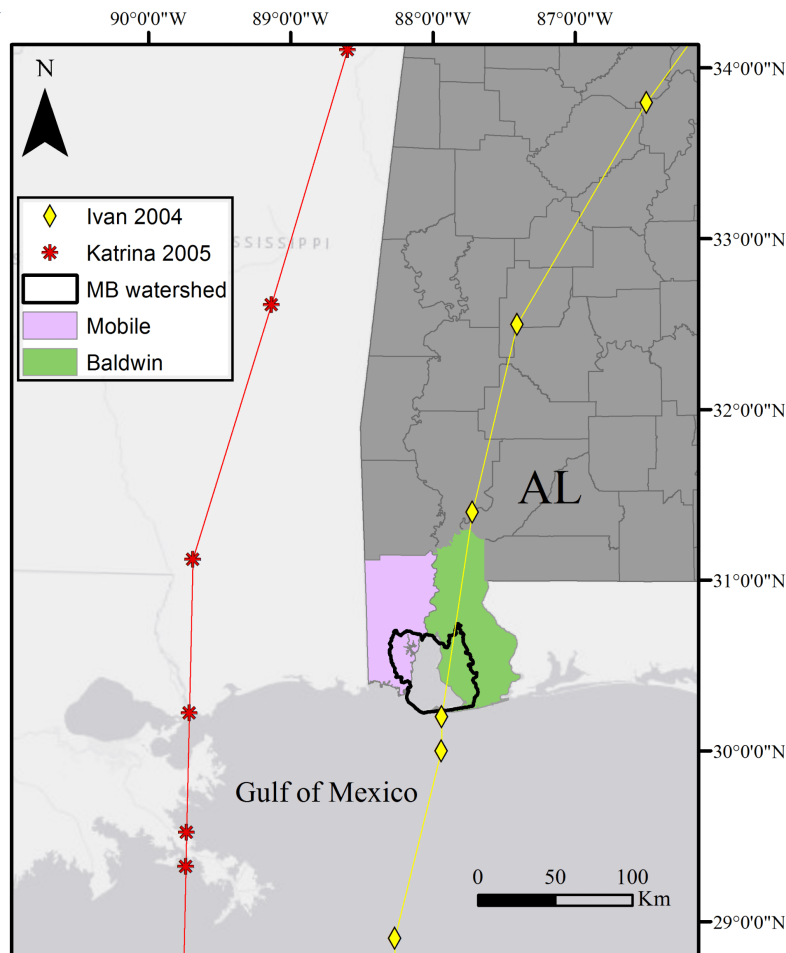 90°0'0"W 89°0'0"W 88°0'0"W 87°0'0"W
34°0'0"N
N
Ivan 2004
Katrina 2005
MB watershed
Mobile
Baldwin
SSISSIPPI
33°0'0"N
32°0'0"N
AL
31°0'0"N
30°0'0"N
Gulf of Mexico
0 50 100
Km
29°0'0"N